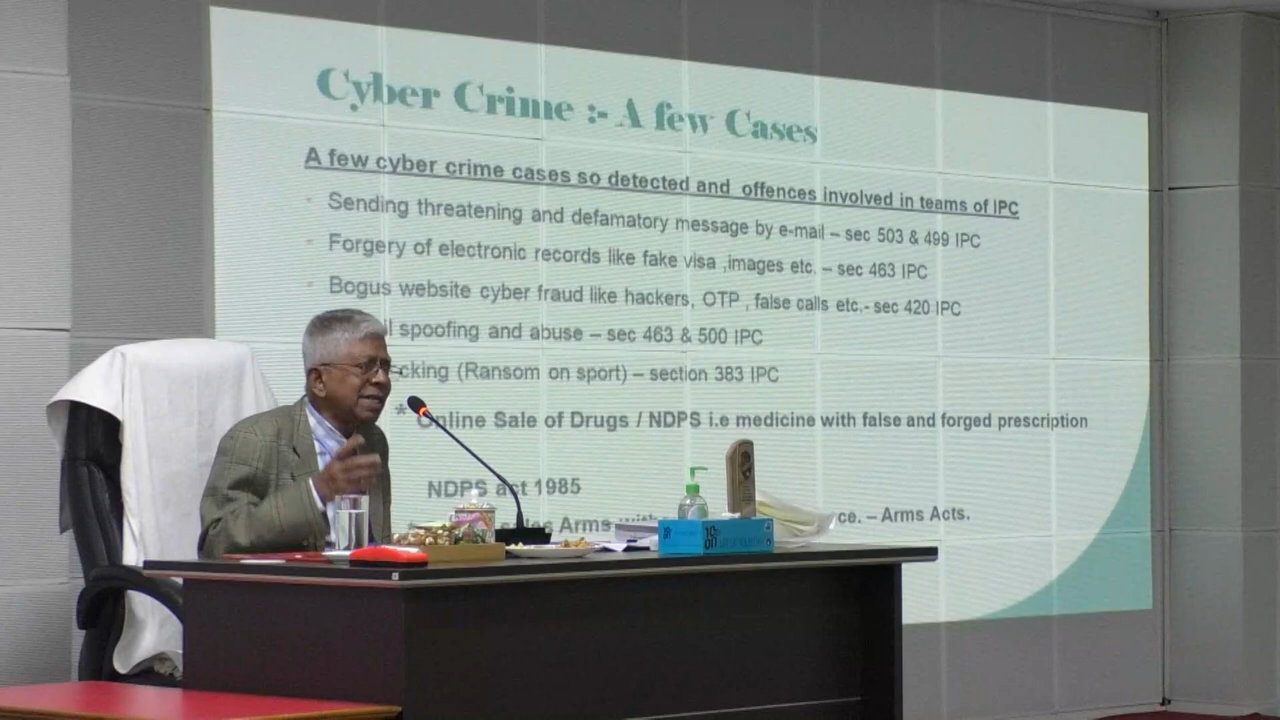 Cyber Crime :- A few Cases
A few cyber crime cases so detected and offences involved in teams of IPC
Sending threatening and defamatory message by e-mail – sec 503 & 499 IPC
Forgery of electronic records like fake visa ,images etc. – sec 463 IPC
Bogus website cyber fraud like hackers, OTP , false calls etc.- sec 420 IPC
l spoofing and abuse – sec 463 & 500 IPC
cking (Ransom on sport) – section 383 IPC
* Online Sale of Drugs / NDPS i.e medicine with false and forged prescription
NDPS act 1985
Arms ce. – Arms Acts.